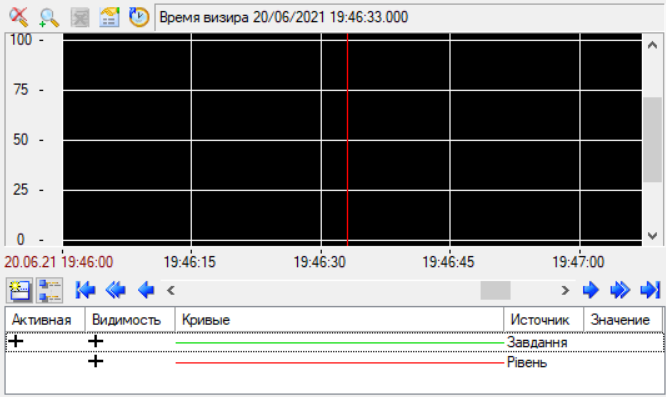 Время визира 20/06/2021 19:46:33.000
100
75
50
25
0
20.06.21 19:46:00 19:46:15 19:46:30 19:46:45 19:47:00
Активная Видимость Кривые Источник Значение
Завдання
Рівень